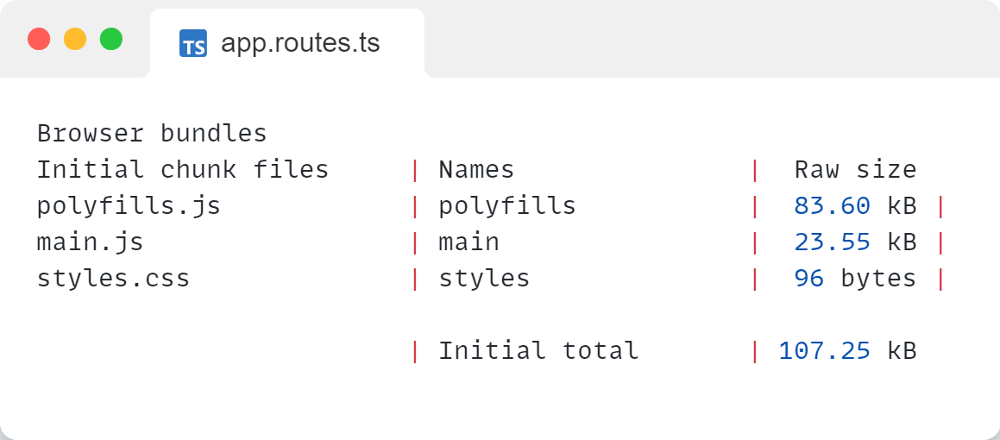 TS app.routes.ts
Browser bundles
Initial chunk files | Names | Raw size
polyfills.js | polyfills | 83.60 kB |
main.js | main | 23.55 kB |
styles.css | styles | 96 bytes |
| Initial total | 107.25 kB